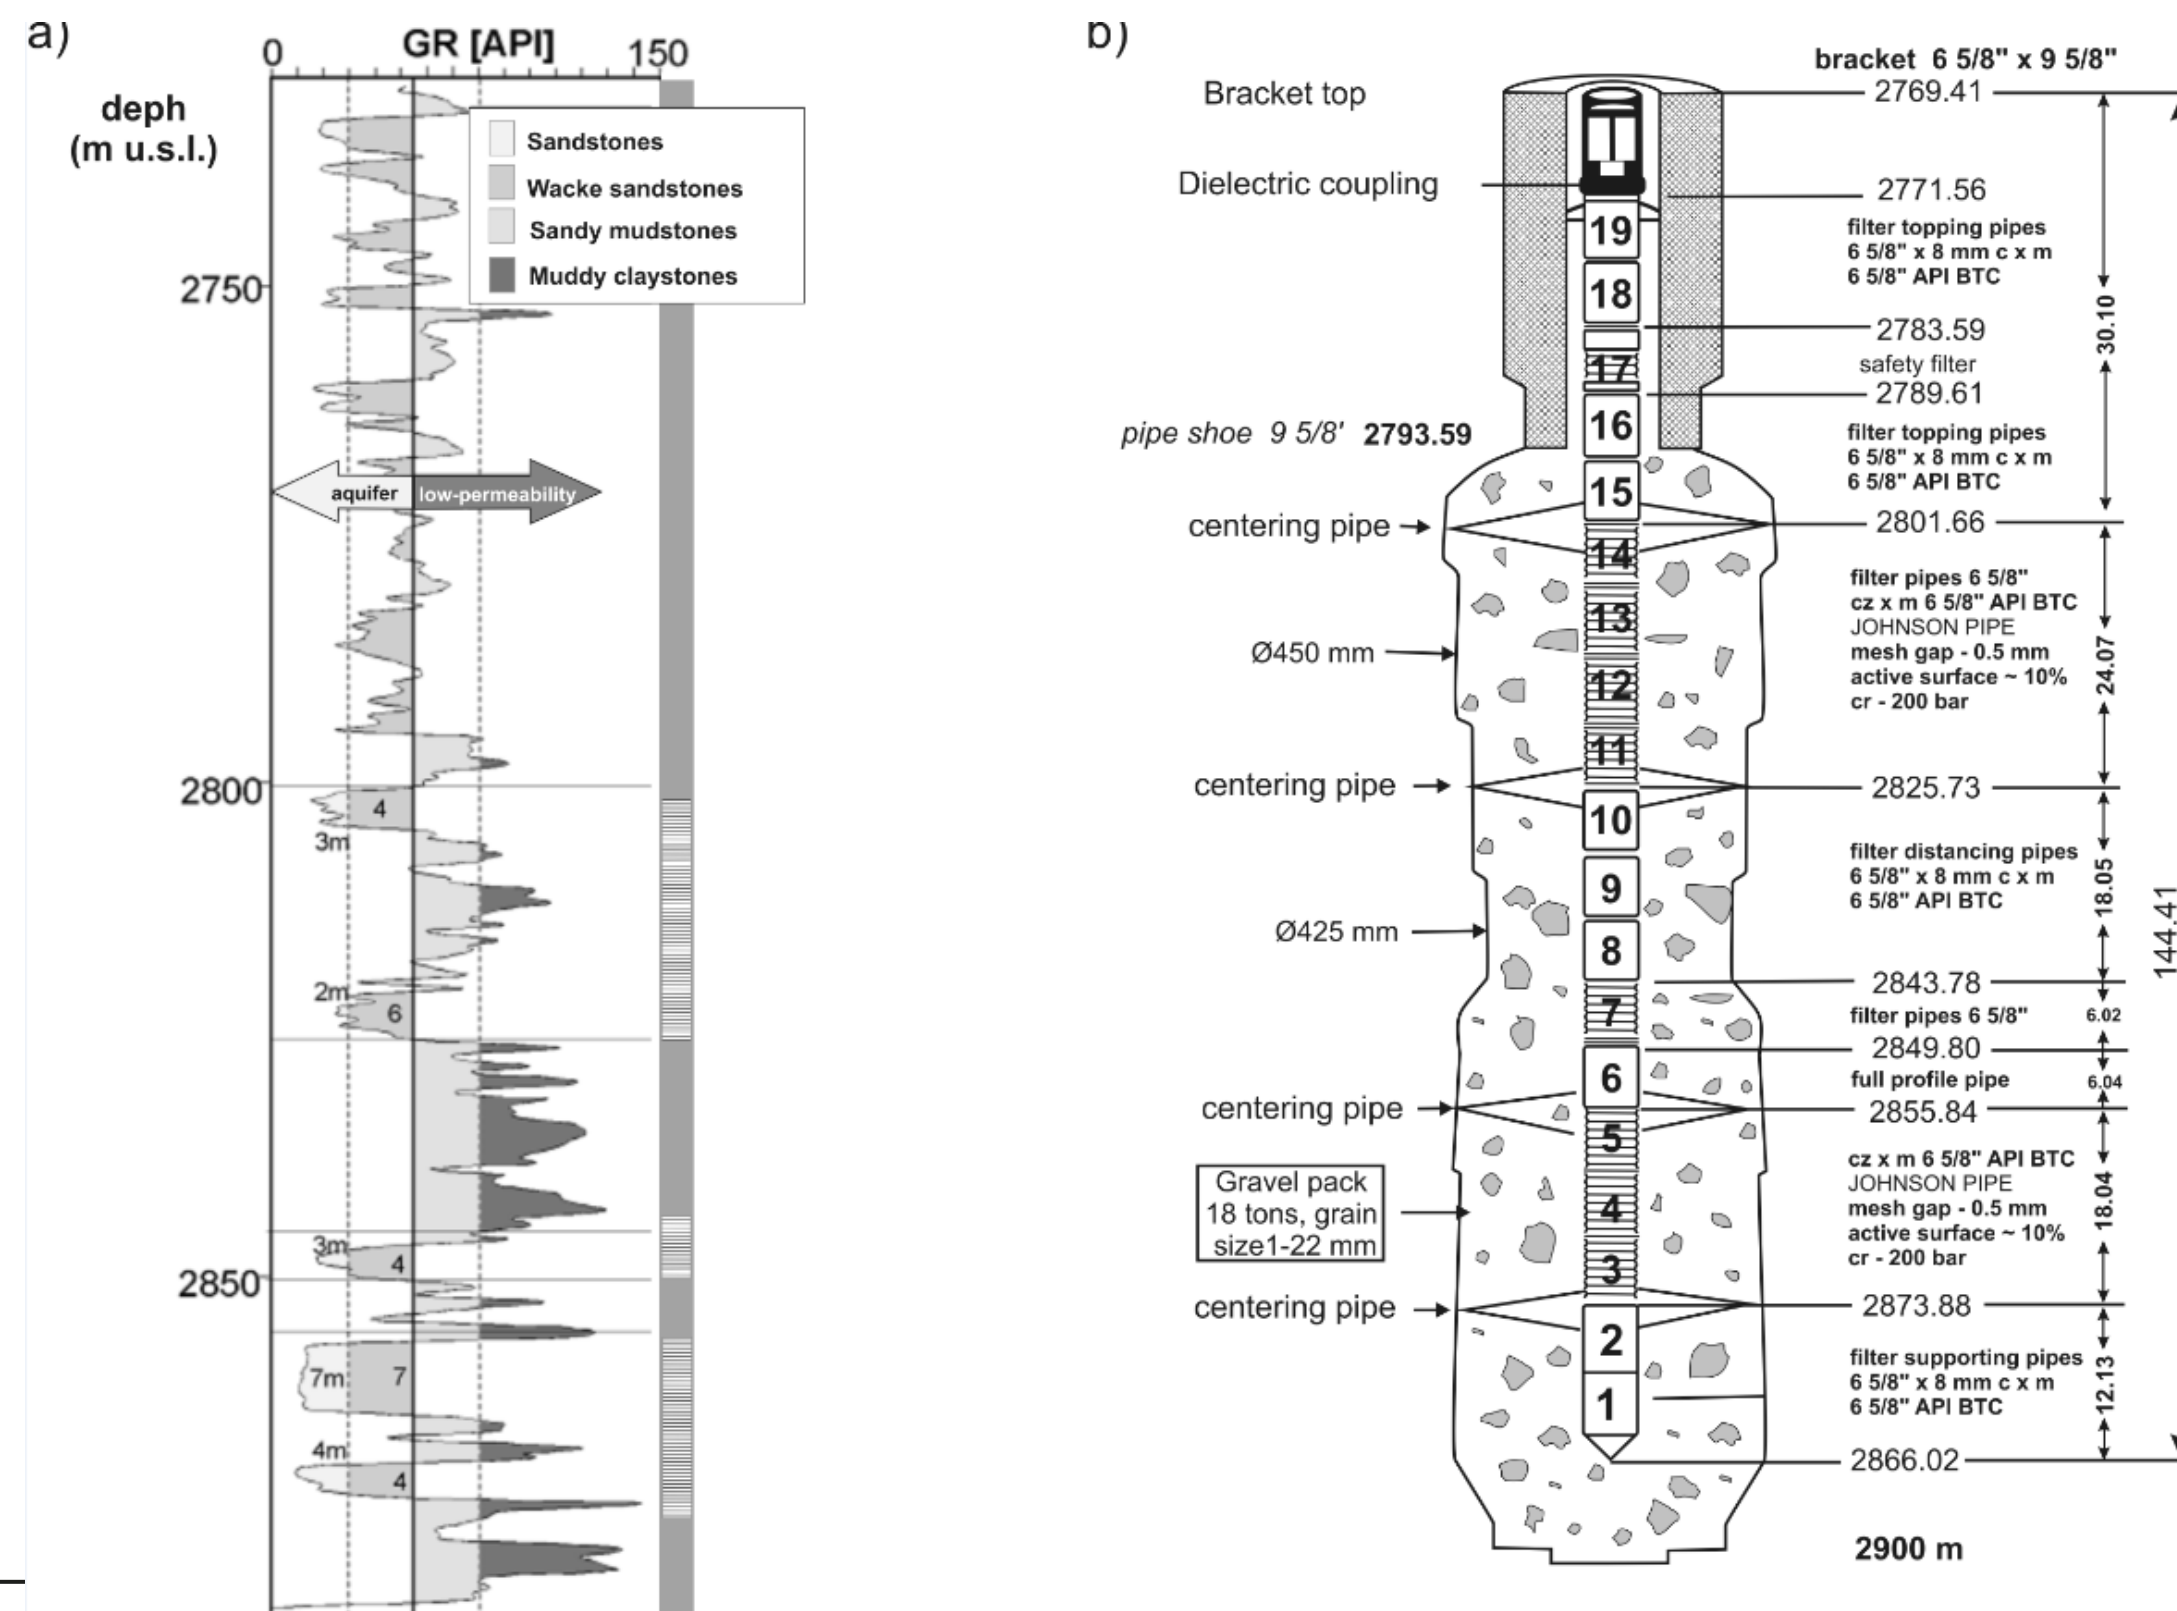 a)
GR [API]
0
150
deph
(m u.s.l.)
Sandstones
Wacke sandstones
Sandy mudstones
Muddy claystones
2750
aquifer
low-permeability
2800
4
3m
2m
6
3m
4
2850
7m
7
4m
4
b)
bracket 6 5/8" x 9 5/8"
Bracket top
2769.41
Dielectric coupling
2771.56
19
filter topping pipes
6 5/8" x 8 mm c x m
6 5/8" API BTC
18
30.10
2783.59
17
safety filter
2789.61
16
pipe shoe 9 5/8' 2793.59
filter topping pipes
6 5/8" x 8 mm c x m
6 5/8" API BTC
15
centering pipe
2801.66
14
filter pipes 6 5/8"
cz x m 6 5/8" API BTC
JOHNSON PIPE
mesh gap - 0.5 mm
active surface ~ 10%
cr - 200 bar
13
Ø450 mm
24.07
12
11
centering pipe
2825.73
10
filter distancing pipes
6 5/8" x 8 mm c x m
6 5/8" API BTC
9
18.05
144.41
Ø425 mm
8
2843.78
7
filter pipes 6 5/8"
6.02
2849.80
6
full profile pipe
6.04
centering pipe
2855.84
5
cz x m 6 5/8" API BTC
JOHNSON PIPE
mesh gap - 0.5 mm
active surface ~ 10%
cr - 200 bar
Gravel pack
18 tons, grain
size1-22 mm
4
18.04
3
centering pipe
2873.88
2
filter supporting pipes
6 5/8" x 8 mm c x m
6 5/8" API BTC
12.13
1
2866.02
2900 m